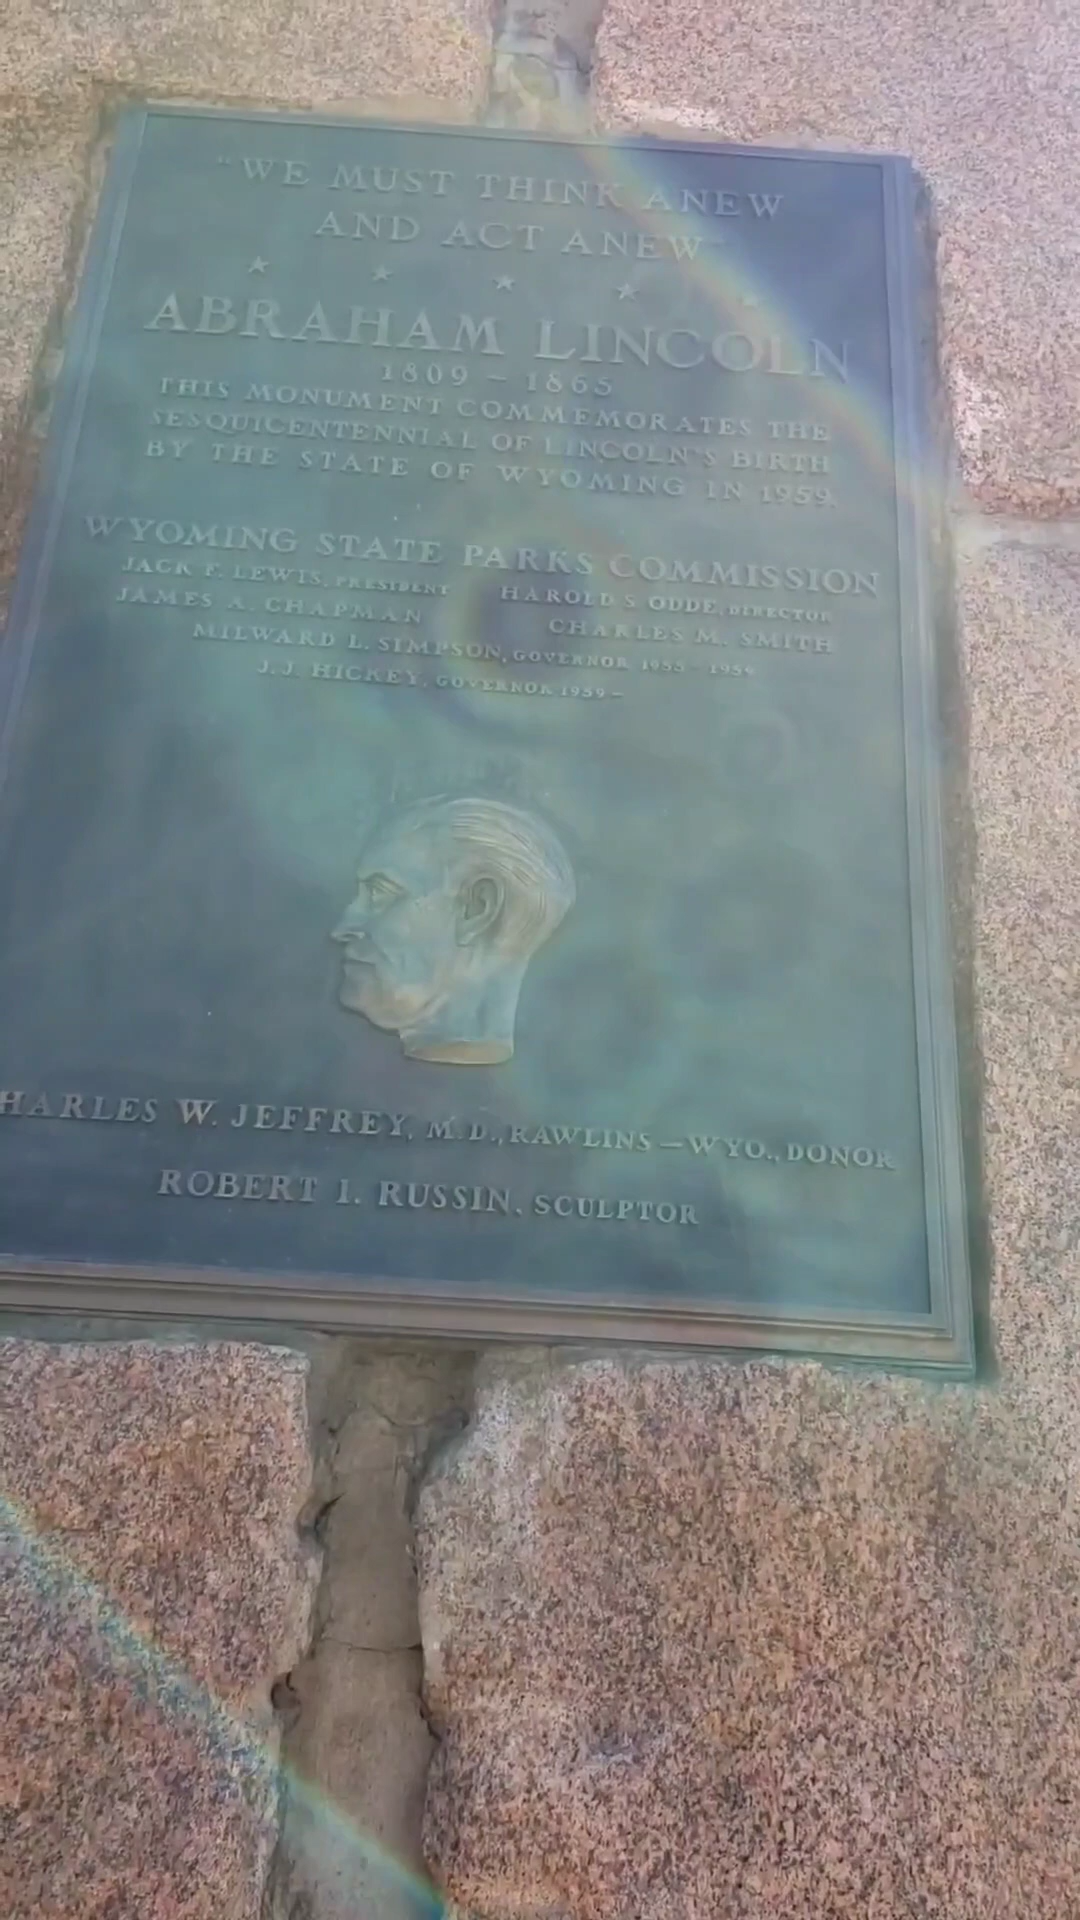 "WE MUST THINK ANEW
AND ACT ANEW"
ABRAHAM LINCOLN
1809 – 1865
THIS MONUMENT COMMEMORATES THE
SESQUICENTENNIAL OF LINCOLN'S BIRTH
BY THE STATE OF WYOMING IN 1959.
WYOMING STATE PARKS COMMISSION
JACK F. LEWIS, PRESIDENT HAROLD S. ODDE, DIRECTOR
JAMES A. CHAPMAN CHARLES M. SMITH
MILWARD L. SIMPSON, GOVERNOR 1955 – 1959
J.J. HICKEY, GOVERNOR 1959 –
HARLES W. JEFFREY, M.D., RAWLINS – WYO., DONOR
ROBERT I. RUSSIN, SCULPTOR